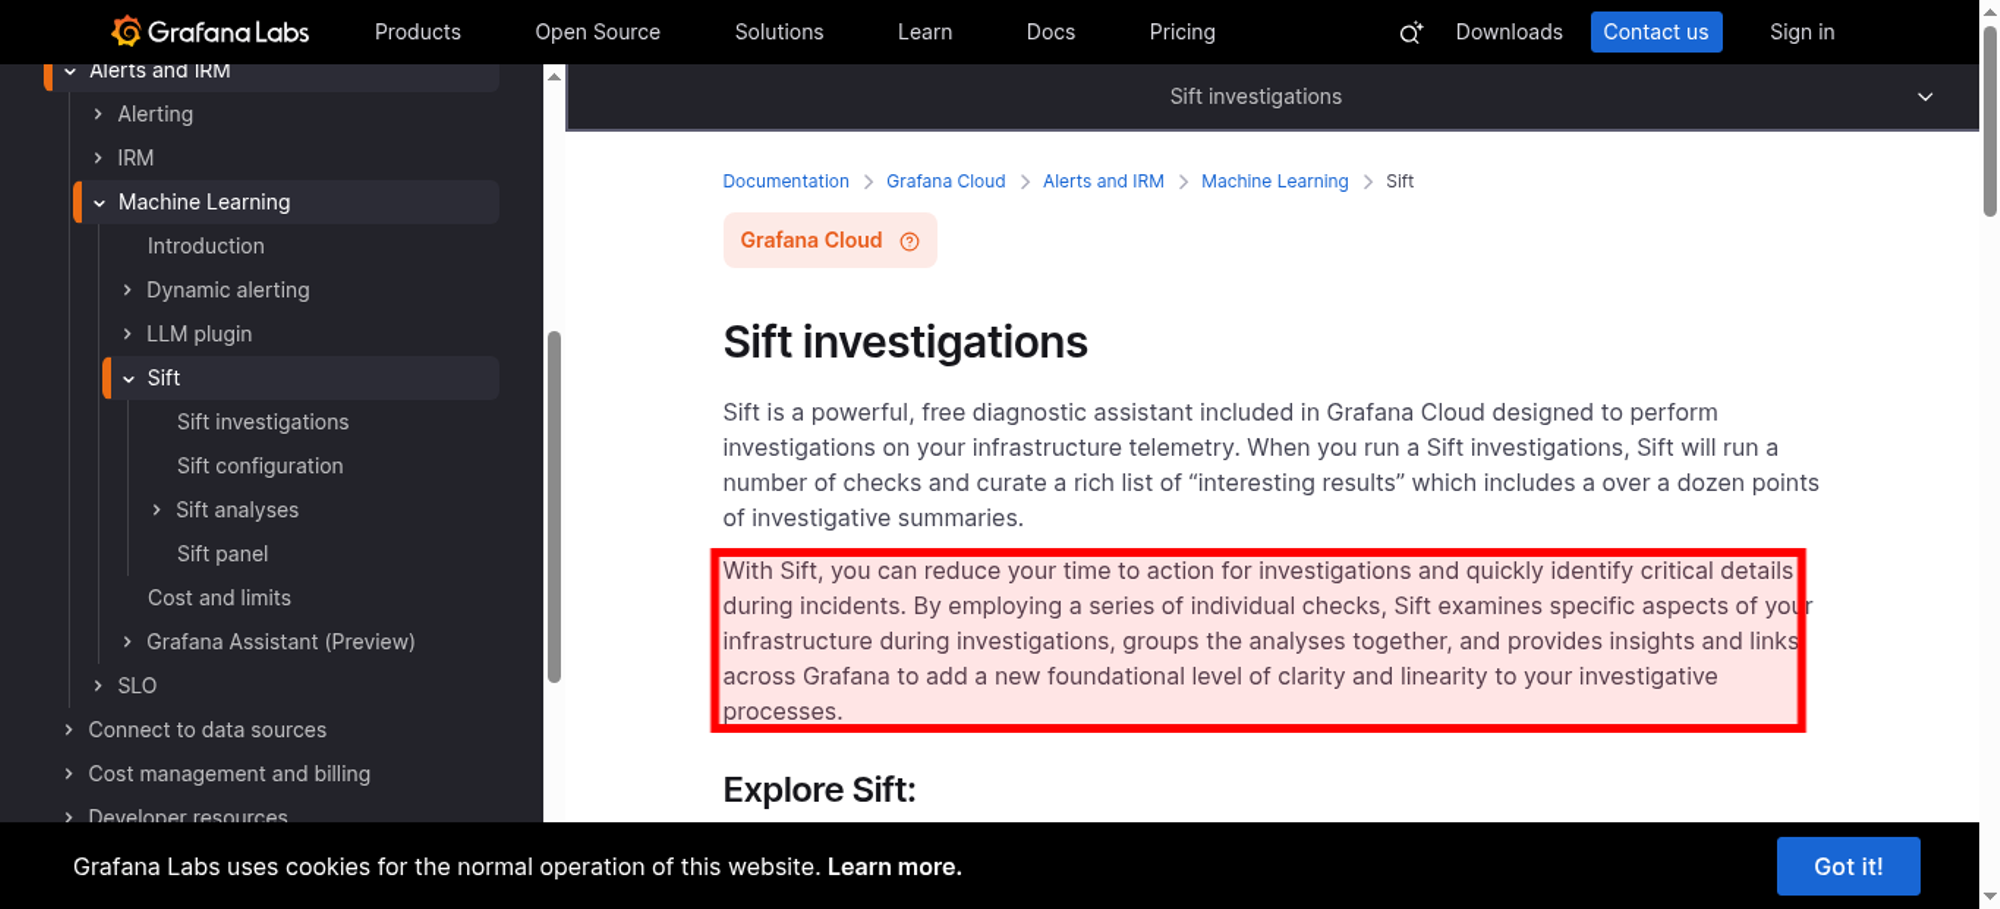 Grafana Labs
Products
Open Source
Solutions
Learn
Docs
Pricing
Downloads
Contact us
Sign in
Alerts and IRM
Alerting
IRM
Machine Learning
Introduction
Dynamic alerting
LLM plugin
Sift
Sift investigations
Sift configuration
Sift analyses
Sift panel
Cost and limits
Grafana Assistant (Preview)
SLO
Connect to data sources
Cost management and billing
Developer resources
Sift investigations
Documentation > Grafana Cloud > Alerts and IRM > Machine Learning > Sift
Grafana Cloud
Sift investigations
Sift is a powerful, free diagnostic assistant included in Grafana Cloud designed to perform
investigations on your infrastructure telemetry. When you run a Sift investigations, Sift will run a
number of checks and curate a rich list of “interesting results” which includes a over a dozen points
of investigative summaries.
With Sift, you can reduce your time to action for investigations and quickly identify critical details
during incidents. By employing a series of individual checks, Sift examines specific aspects of your
infrastructure during investigations, groups the analyses together, and provides insights and links
across Grafana to add a new foundational level of clarity and linearity to your investigative
processes.
Explore Sift:
Grafana Labs uses cookies for the normal operation of this website. Learn more.
Got it!